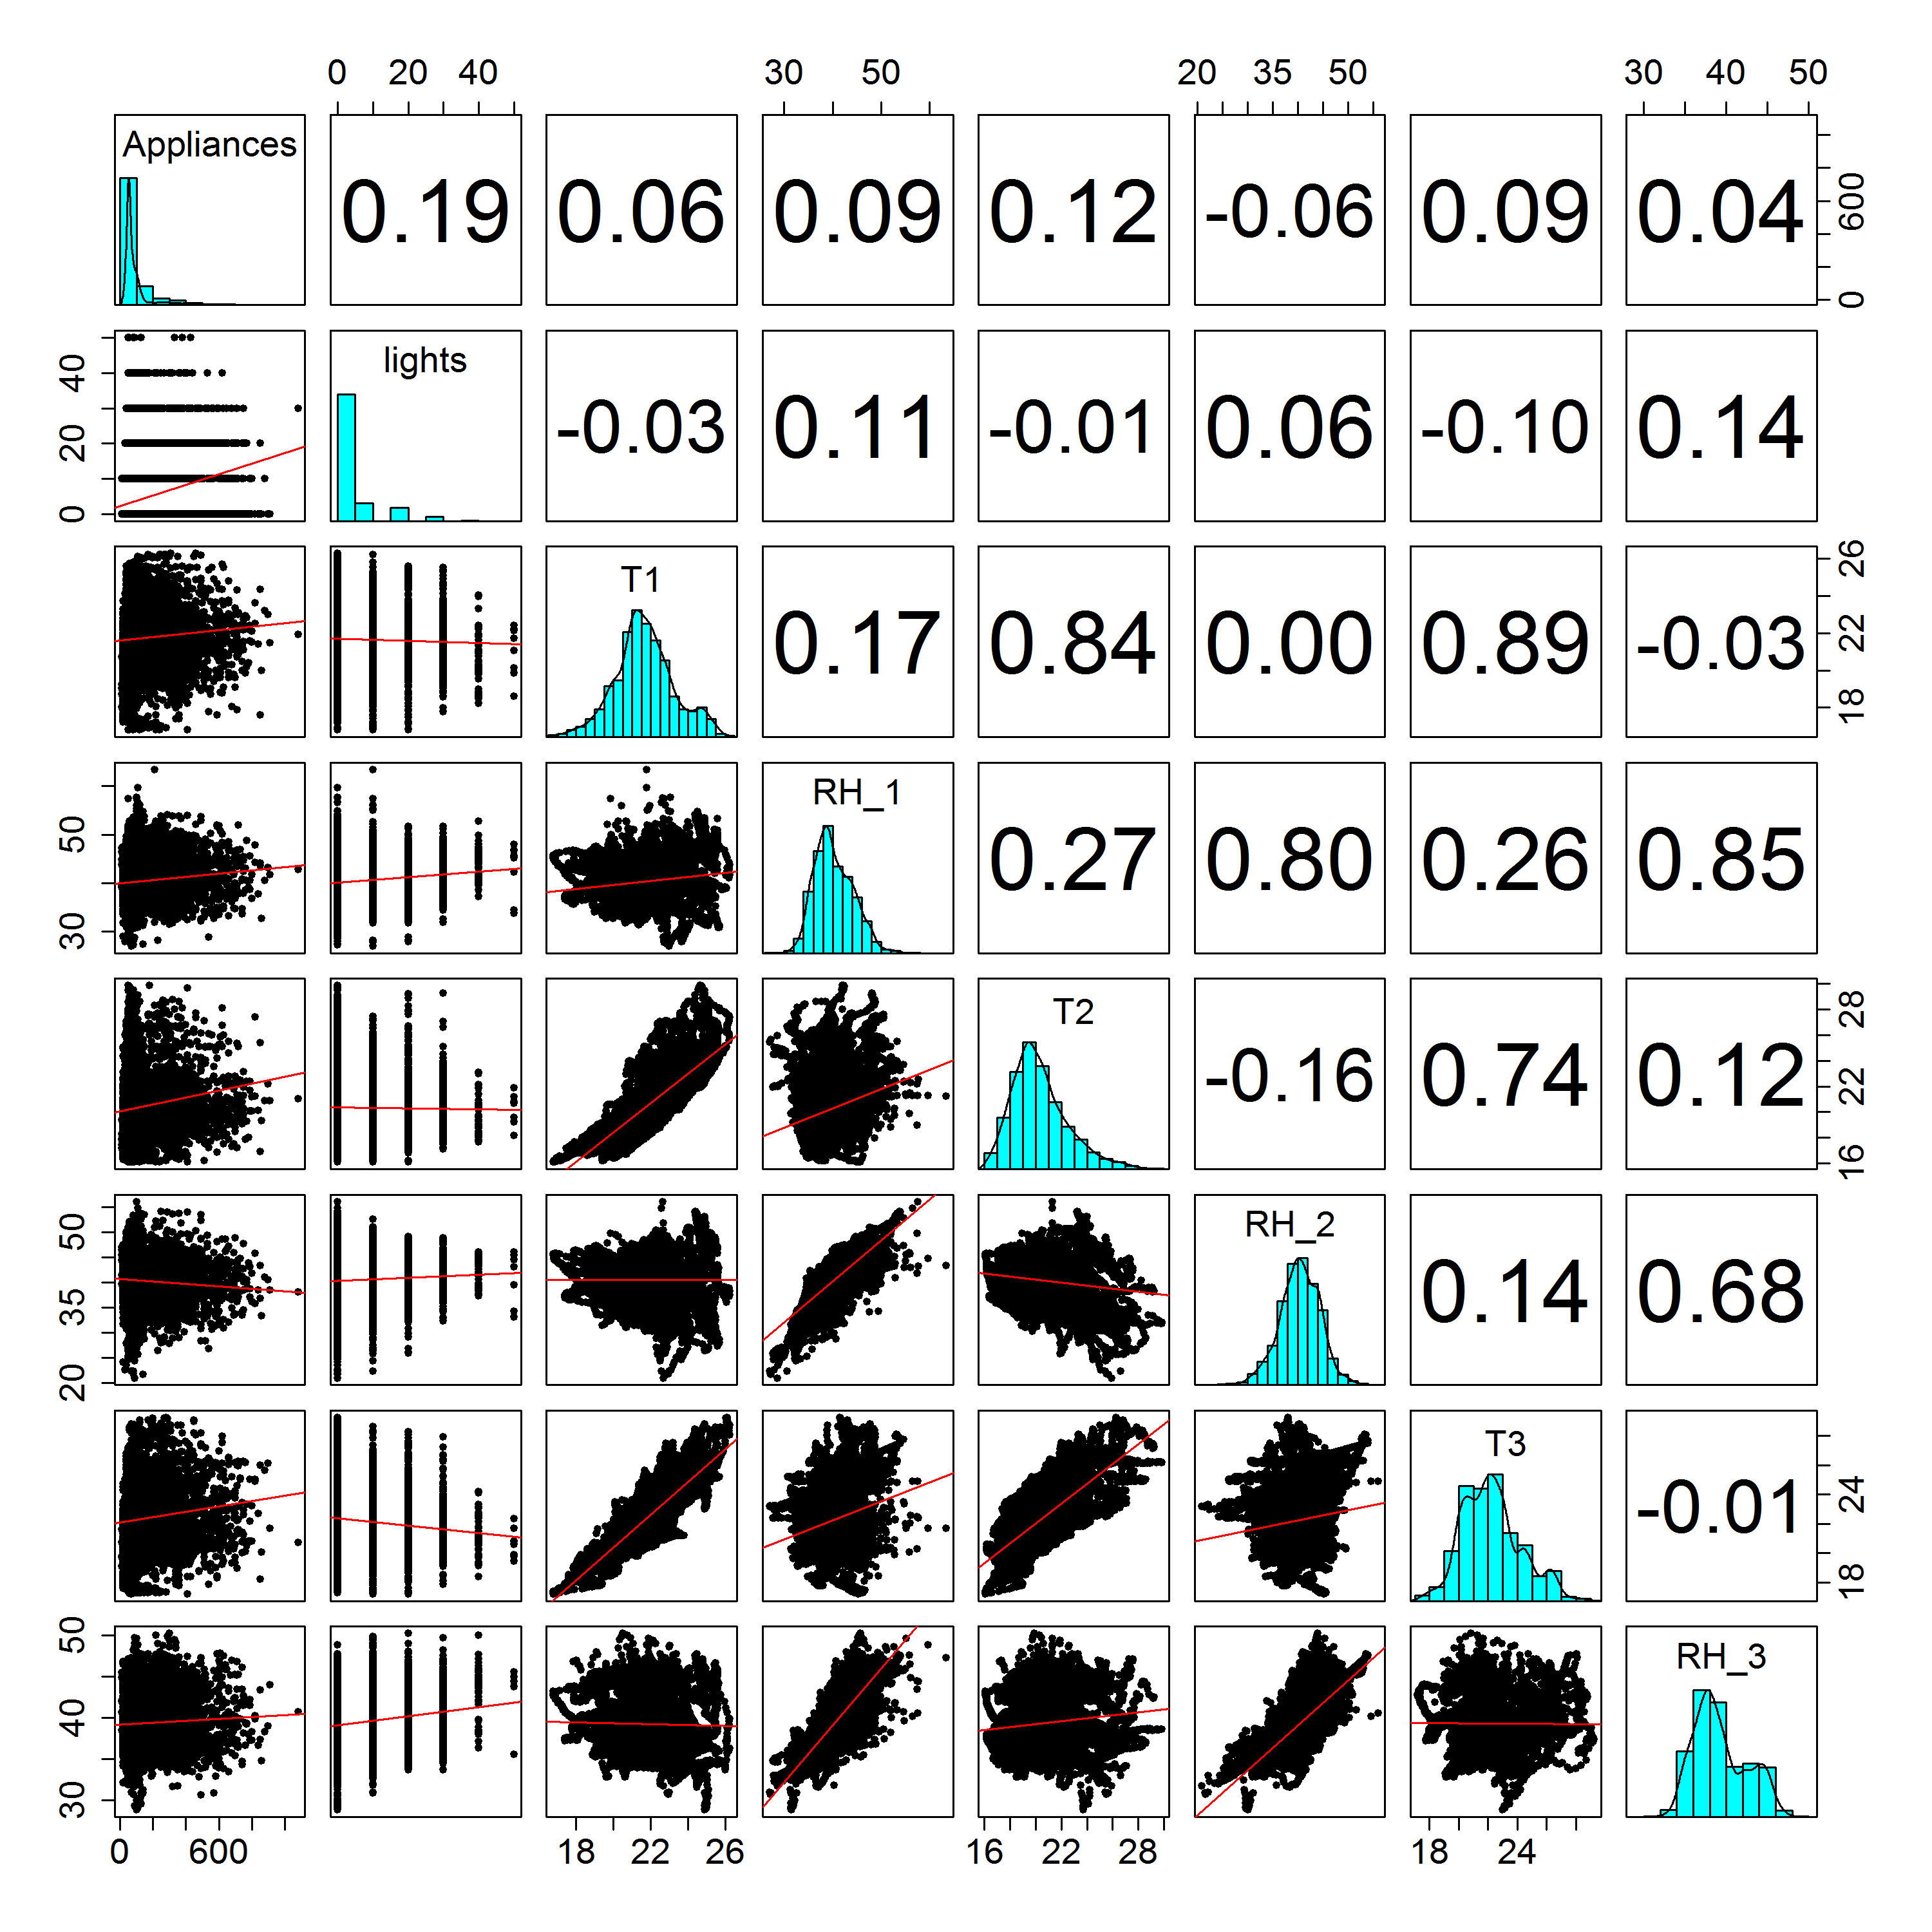 0 20 40 30 50 20 35 50 30 40 50
Appliances 0.19 0.06 0.09 0.12 -0.06 0.09 0.04 0 600
0 20 40 lights -0.03 0.11 -0.01 0.06 -0.10 0.14
T1 0.17 0.84 0.00 0.89 -0.03 18 22 26
30 50 RH_1 0.27 0.80 0.26 0.85
T2 -0.16 0.74 0.12 16 22 28
20 35 50 RH_2 0.14 0.68
T3 -0.01 18 24
30 40 50 RH_3
0 600 18 22 26 16 22 28 18 24